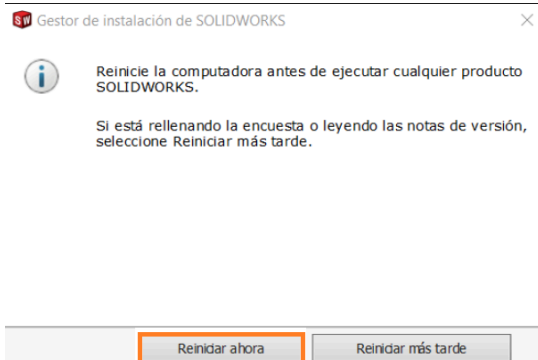 SW Gestor de instalación de SOLIDWORKS
Reinicie la computadora antes de ejecutar cualquier producto
SOLIDWORKS.
Si está rellenando la encuesta o leyendo las notas de versión,
seleccione Reiniciar más tarde.
Reiniciar ahora
Reiniciar más tarde